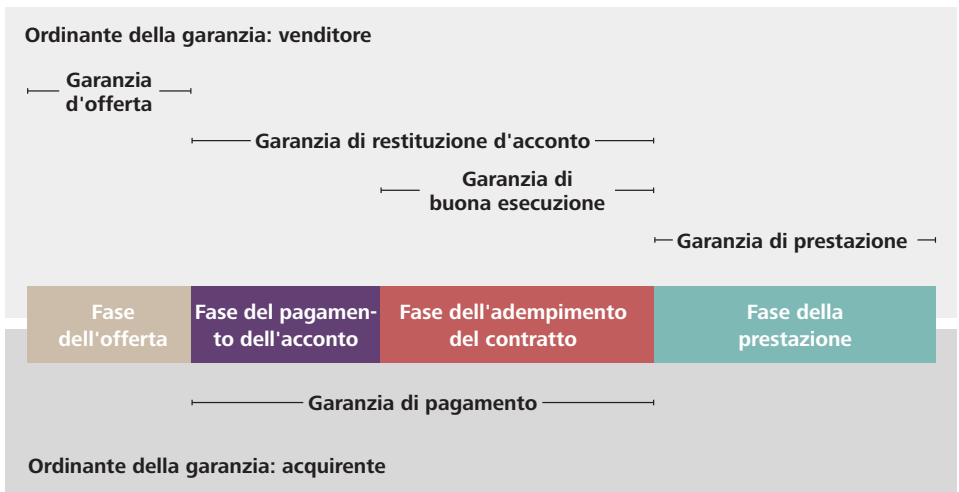 Ordinante della garanzia: venditore
Garanzia
d'offerta
Garanzia di restituzione d'acconto
Garanzia di
buona esecuzione
Garanzia di prestazione
Fase
dell'offerta
Fase del pagamen-
to dell'acconto
Fase dell'adempimento
del contratto
Fase della
prestazione
Garanzia di pagamento
Ordinante della garanzia: acquirente